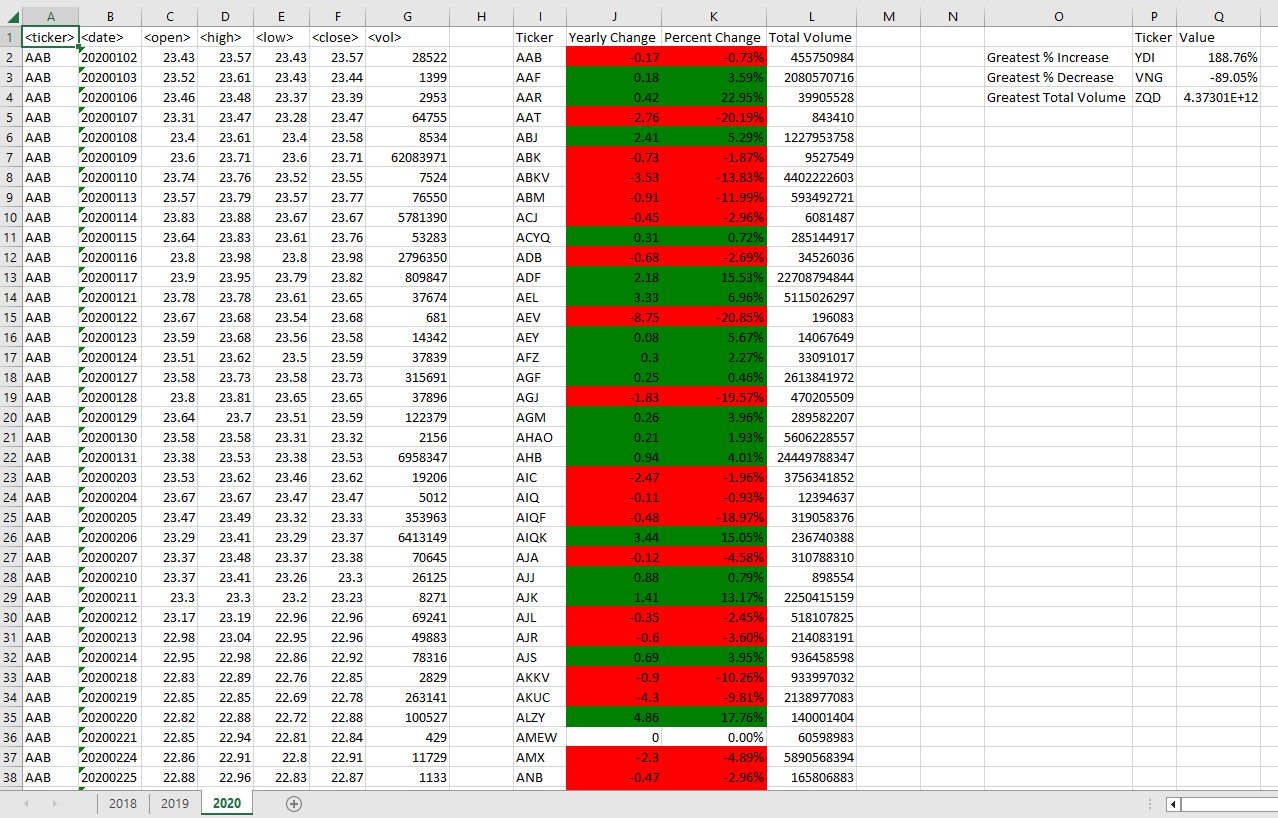 A B C D E F G H I J K L M N O P Q
1 <ticker> <date> <open> <high> <low> <close> <vol> Ticker Yearly Change Percent Change Total Volume Ticker Value
2 AAB 20200102 23.43 23.57 23.43 23.57 28522 AAB -0.17 -0.73% 455750984 Greatest % Increase YDI 188.76%
3 AAB 20200103 23.52 23.61 23.43 23.44 1399 AAF 0.18 3.59% 2080570716 Greatest % Decrease VNG -89.05%
4 AAB 20200106 23.46 23.48 23.37 23.39 2953 AAR 0.42 22.95% 39905528 Greatest Total Volume ZQD 4.37301E+12
5 AAB 20200107 23.31 23.47 23.28 23.47 64755 AAT -2.76 -20.19% 843410
6 AAB 20200108 23.4 23.61 23.4 23.58 8534 ABJ 2.41 5.29% 1227953758
7 AAB 20200109 23.6 23.71 23.6 23.71 62083971 ABK -0.73 -1.87% 9527549
8 AAB 20200110 23.74 23.76 23.52 23.55 7524 ABKV -3.53 -13.83% 4402222603
9 AAB 20200113 23.57 23.79 23.57 23.77 76550 ABM -0.91 -11.99% 593492721
10 AAB 20200114 23.83 23.88 23.67 23.67 5781390 ACJ -0.45 -2.96% 6081487
11 AAB 20200115 23.64 23.83 23.61 23.76 53283 ACYQ 0.31 0.72% 285144917
12 AAB 20200116 23.8 23.98 23.8 23.98 2796350 ADB -0.68 -2.69% 34526036
13 AAB 20200117 23.9 23.95 23.79 23.82 809847 ADF 2.18 15.53% 22708794844
14 AAB 20200121 23.78 23.78 23.61 23.65 37674 AEL 3.33 6.96% 5115026297
15 AAB 20200122 23.67 23.68 23.54 23.68 681 AEV -8.75 -20.85% 196083
16 AAB 20200123 23.59 23.68 23.56 23.58 14342 AEY 0.08 5.67% 14067649
17 AAB 20200124 23.51 23.62 23.5 23.59 37839 AFZ 0.3 2.27% 33091017
18 AAB 20200127 23.58 23.73 23.58 23.73 315691 AGF 0.25 0.46% 2613841972
19 AAB 20200128 23.8 23.81 23.65 23.65 37896 AGJ -1.83 -19.57% 470205509
20 AAB 20200129 23.64 23.7 23.51 23.59 122379 AGM 0.26 3.96% 289582207
21 AAB 20200130 23.58 23.58 23.31 23.32 2156 AHAO 0.21 1.93% 5606228557
22 AAB 20200131 23.38 23.53 23.38 23.53 6958347 AHB 0.94 4.01% 24449788347
23 AAB 20200203 23.53 23.62 23.46 23.62 19206 AIC -2.47 -1.96% 3756341852
24 AAB 20200204 23.67 23.67 23.47 23.47 5012 AIQ -0.11 -0.93% 12394637
25 AAB 20200205 23.47 23.49 23.32 23.33 353963 AIQF -0.48 -18.97% 319058376
26 AAB 20200206 23.29 23.41 23.29 23.37 6413149 AIQK 3.44 15.05% 236740388
27 AAB 20200207 23.37 23.48 23.37 23.38 70645 AJA -0.12 -4.58% 310788310
28 AAB 20200210 23.37 23.41 23.26 23.3 26125 AJJ 0.88 0.79% 898554
29 AAB 20200211 23.3 23.3 23.2 23.23 8271 AJK 1.41 13.17% 2250415159
30 AAB 20200212 23.17 23.19 22.96 22.96 69241 AJL -0.35 -2.45% 518107825
31 AAB 20200213 22.98 23.04 22.95 22.96 49883 AJR -0.6 -3.60% 214083191
32 AAB 20200214 22.95 22.98 22.86 22.92 78316 AJS 0.69 3.95% 936458598
33 AAB 20200218 22.83 22.89 22.76 22.85 2829 AKKV -0.9 -10.26% 933997032
34 AAB 20200219 22.85 22.85 22.69 22.78 263141 AKUC -4.3 -9.81% 2138977083
35 AAB 20200220 22.82 22.88 22.72 22.88 100527 ALZY 4.86 17.76% 140001404
36 AAB 20200221 22.85 22.94 22.81 22.84 429 AMEW 0 0.00% 60598983
37 AAB 20200224 22.86 22.91 22.8 22.91 11729 AMX -2.3 -4.89% 5890568394
38 AAB 20200225 22.88 22.96 22.83 22.87 1133 ANB -0.47 -2.96% 165806883
2018 2019 2020